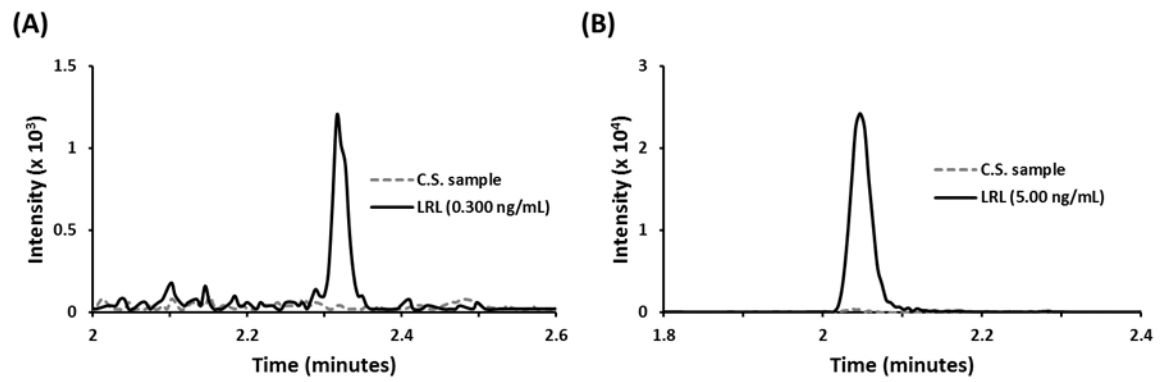 (A)
1.5
1
0.5
0
Intensity (x 10³)
2
2.2
2.4
2.6
Time (minutes)
C.S. sample
LRL (0.300 ng/mL)
(B)
3
2
1
0
Intensity (x 10⁴)
1.8
2
2.2
2.4
Time (minutes)
C.S. sample
LRL (5.00 ng/mL)